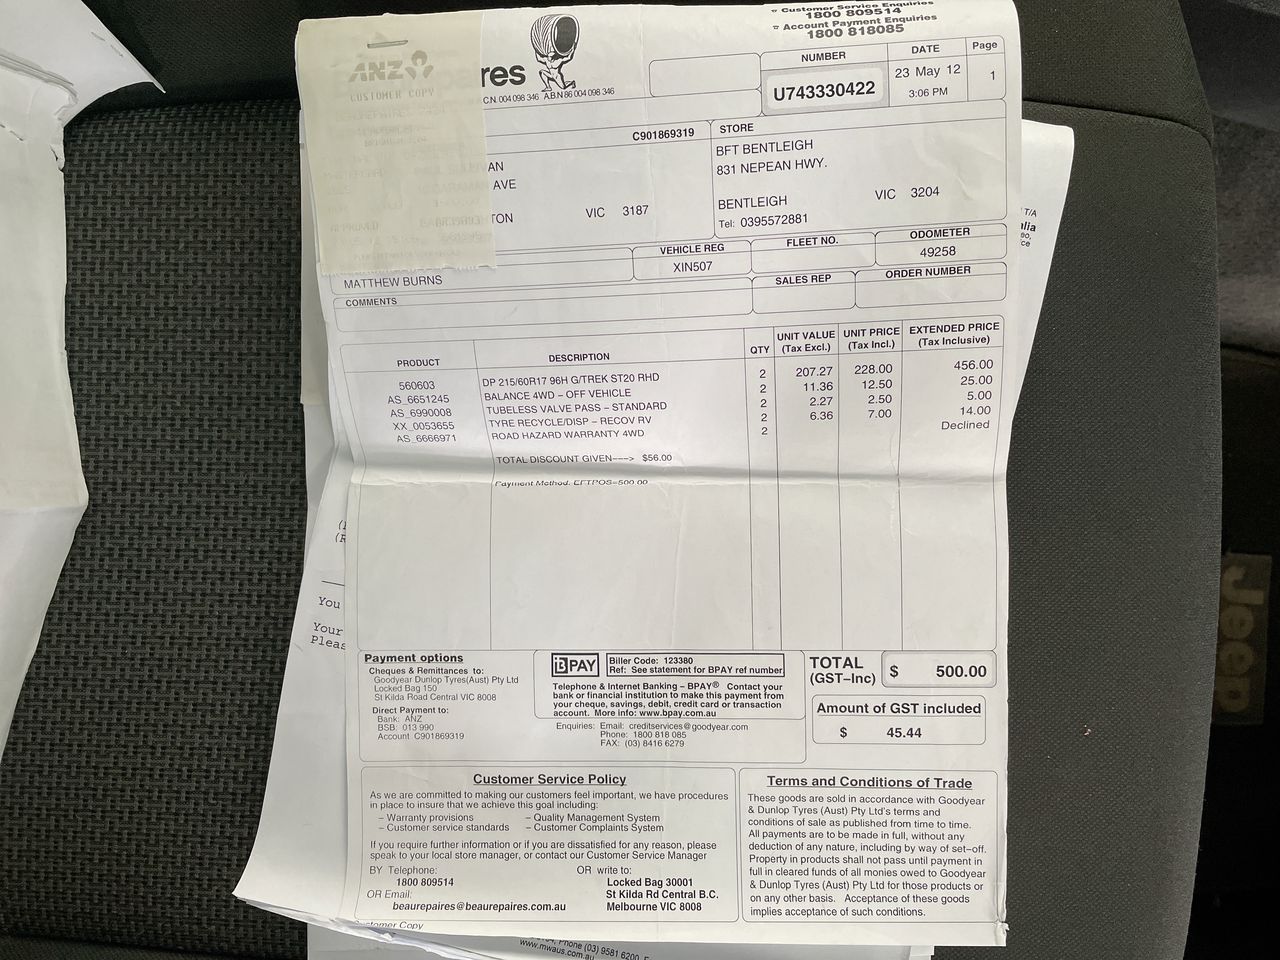 Customer Service Enquiries
1800 809514
Account Payment Enquiries
1800 818085
ANZ
CUSTOMER COPY
res
C.N. 004 098 346 A.B.N 86 004 098 346
NUMBER
U743330422
DATE
23 May 12
3:06 PM
Page
1
C901869319
AN
AVE
TON VIC 3187
STORE
BFT BENTLEIGH
831 NEPEAN HWY.
BENTLEIGH VIC 3204
Tel: 0395572881
MATTHEW BURNS
VEHICLE REG
XIN507
FLEET NO.
ODOMETER
49258
COMMENTS
SALES REP
ORDER NUMBER
PRODUCT DESCRIPTION QTY UNIT VALUE (Tax Excl.) UNIT PRICE (Tax Incl.) EXTENDED PRICE (Tax Inclusive)
560603 DP 215/60R17 96H G/TREK ST20 RHD 2 207.27 228.00 456.00
AS_6651245 BALANCE 4WD – OFF VEHICLE 2 11.36 12.50 25.00
AS_6990008 TUBELESS VALVE PASS – STANDARD 2 2.27 2.50 5.00
XX_0053655 TYRE RECYCLE/DISP – RECOV RV 2 6.36 7.00 14.00
AS_6666971 ROAD HAZARD WARRANTY 4WD 2 Declined
TOTAL DISCOUNT GIVEN---> $56.00
Payment Method: EFTPOS=500.00
Payment options
Cheques & Remittances to:
Goodyear Dunlop Tyres(Aust) Pty Ltd
Locked Bag 150
St Kilda Road Central VIC 8008
Direct Payment to:
Bank: ANZ
BSB: 013 990
Account C901869319
BPAY
Biller Code: 123380
Ref: See statement for BPAY ref number
Telephone & Internet Banking – BPAY® Contact your
bank or financial institution to make this payment from
your cheque, savings, debit, credit card or transaction
account. More info: www.bpay.com.au
Enquiries: Email: creditservices@goodyear.com
Phone: 1800 818 085
FAX: (03) 8416 6279
TOTAL
(GST–Inc) $ 500.00
Amount of GST included
$ 45.44
Customer Service Policy
As we are committed to making our customers feel important, we have procedures
in place to insure that we achieve this goal including:
– Warranty provisions – Quality Management System
– Customer service standards – Customer Complaints System
If you require further information or if you are dissatisfied for any reason, please
speak to your local store manager, or contact our Customer Service Manager
BY Telephone: OR write to:
1800 809514 Locked Bag 30001
OR Email: St Kilda Rd Central B.C.
beaurepaires@beaurepaires.com.au Melbourne VIC 8008
Terms and Conditions of Trade
These goods are sold in accordance with Goodyear
& Dunlop Tyres (Aust) Pty Ltd's terms and
conditions of sale as published from time to time.
All payments are to be made in full, without any
deduction of any nature, including by way of set–off.
Property in products shall not pass until payment in
full in cleared funds of all monies owed to Goodyear
& Dunlop Tyres (Aust) Pty Ltd for those products or
on any other basis. Acceptance of these goods
implies acceptance of such conditions.
Customer Copy
You
Your
Pleas
T/A
Phone (03) 9581 6200
www.mwaus.com.au
Jeep